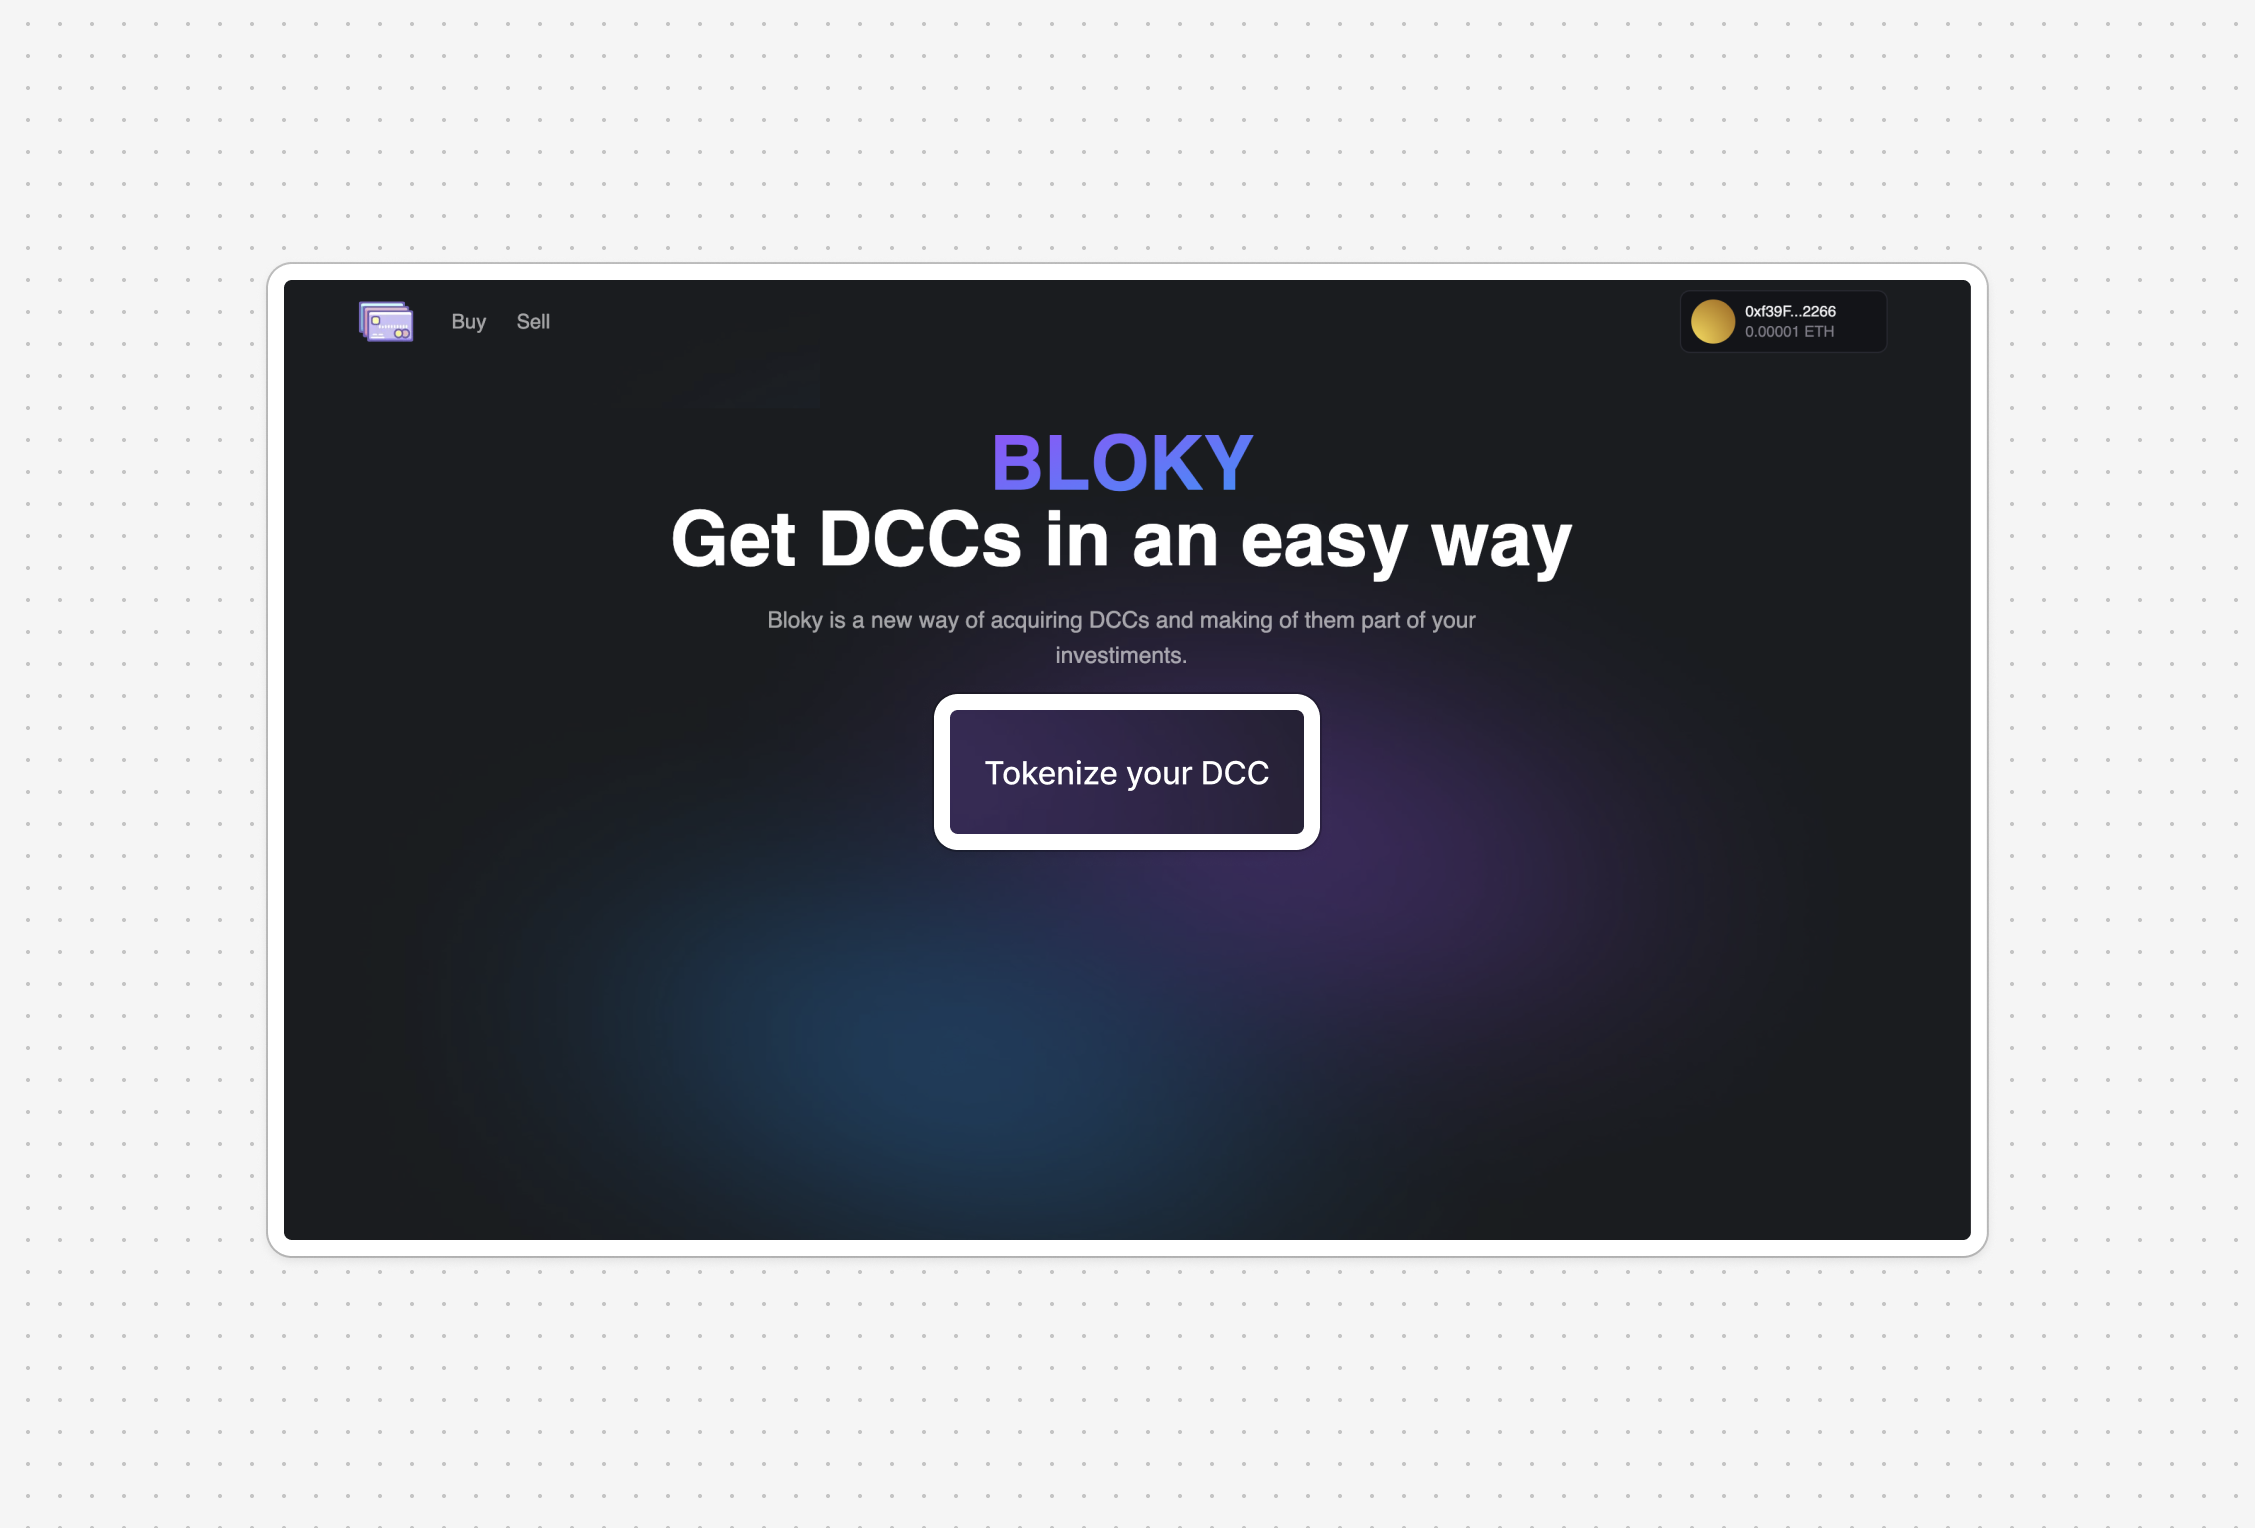 Buy Sell
0xf39F...2266
0.00001 ETH
BLOKY
Get DCCs in an easy way
Bloky is a new way of acquiring DCCs and making of them part of your
investiments.
Tokenize your DCC